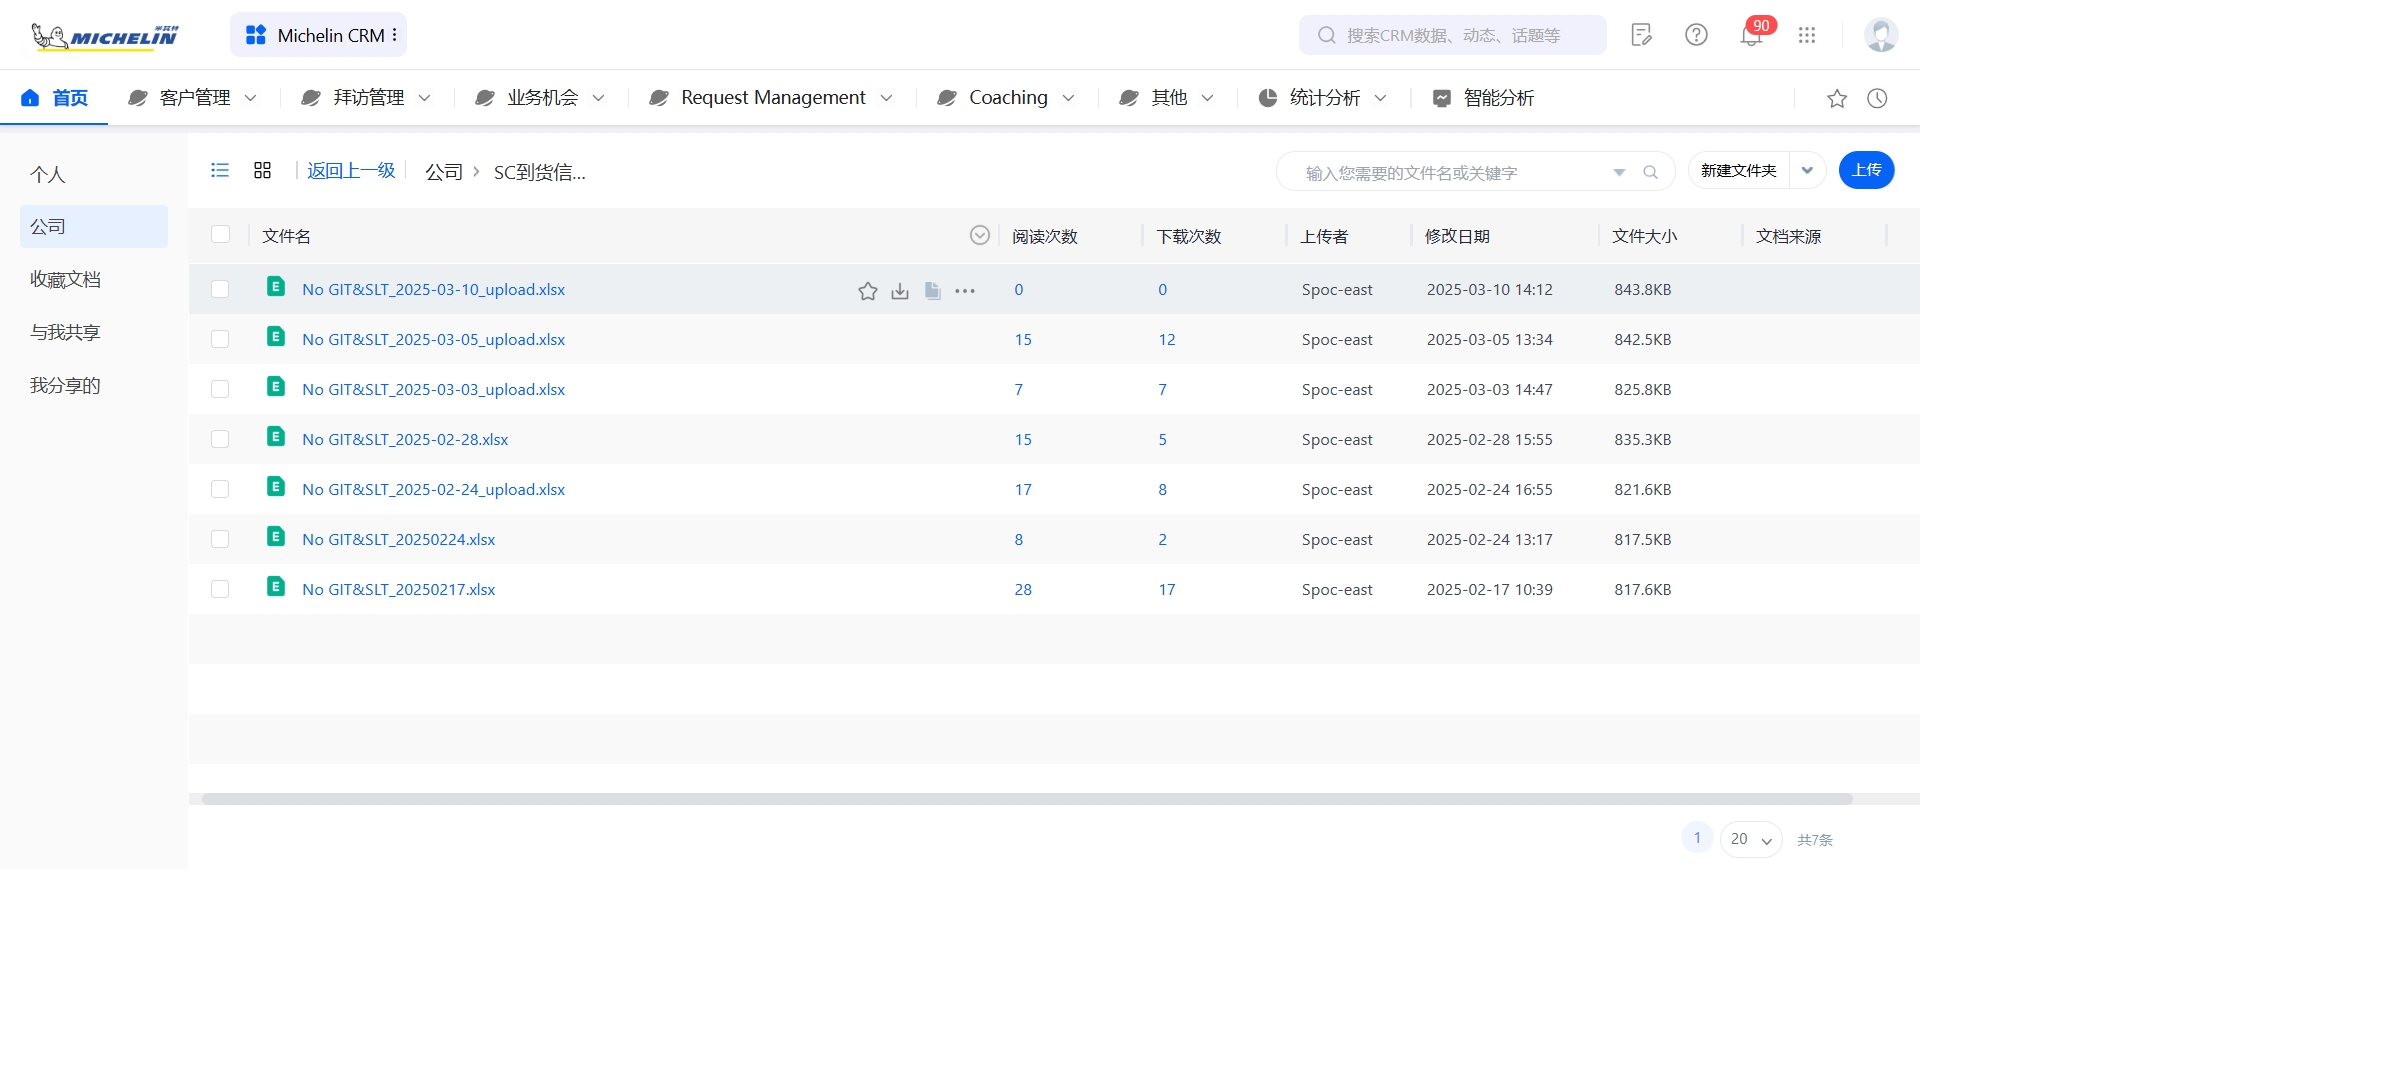 米其林
MICHELIN
Michelin CRM
搜索CRM数据、动态、话题等
90
首页
客户管理
拜访管理
业务机会
Request Management
Coaching
其他
统计分析
智能分析
个人
公司
收藏文档
与我共享
我分享的
返回上一级
公司 › SC到货信...
输入您需要的文件名或关键字
新建文件夹
上传
文件名 阅读次数 下载次数 上传者 修改日期 文件大小 文档来源
E No GIT&SLT_2025-03-10_upload.xlsx 0 0 Spoc-east 2025-03-10 14:12 843.8KB
E No GIT&SLT_2025-03-05_upload.xlsx 15 12 Spoc-east 2025-03-05 13:34 842.5KB
E No GIT&SLT_2025-03-03_upload.xlsx 7 7 Spoc-east 2025-03-03 14:47 825.8KB
E No GIT&SLT_2025-02-28.xlsx 15 5 Spoc-east 2025-02-28 15:55 835.3KB
E No GIT&SLT_2025-02-24_upload.xlsx 17 8 Spoc-east 2025-02-24 16:55 821.6KB
E No GIT&SLT_20250224.xlsx 8 2 Spoc-east 2025-02-24 13:17 817.5KB
E No GIT&SLT_20250217.xlsx 28 17 Spoc-east 2025-02-17 10:39 817.6KB
1 20 共7条